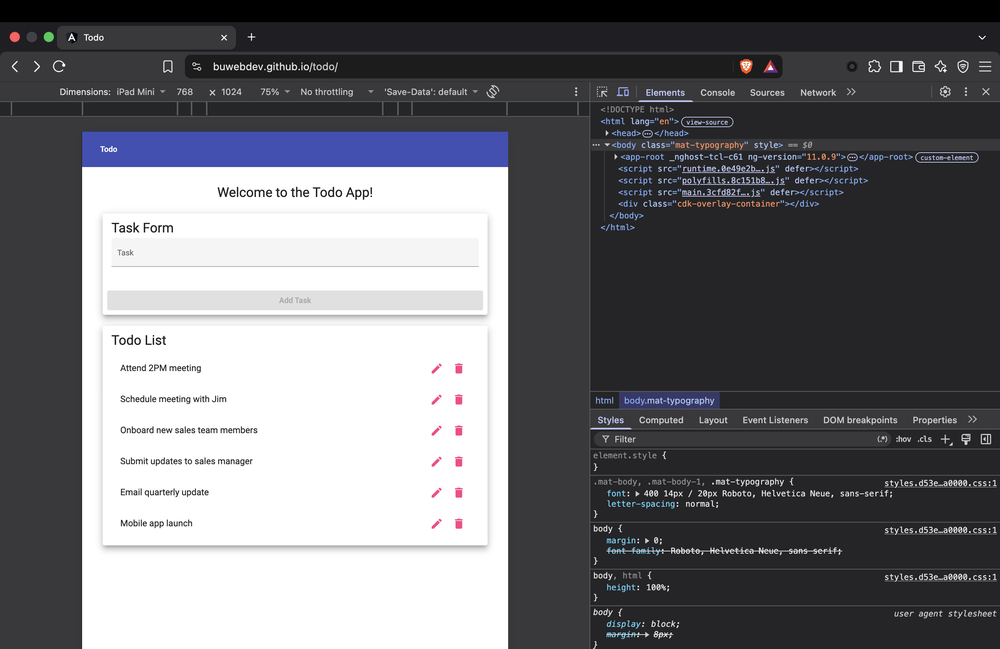 Todo
buwebdev.github.io/todo/
Dimensions: iPad Mini 768 x 1024 75% No throttling 'Save-Data': default
Todo
Welcome to the Todo App!
Task Form
Task
Add Task
Todo List
Attend 2PM meeting
Schedule meeting with Jim
Onboard new sales team members
Submit updates to sales manager
Email quarterly update
Mobile app launch
Elements Console Sources Network
<!DOCTYPE html>
<html lang="en"> view-source
<head> </head>
<body class="mat-typography" style> == $0
<app-root _nghost-tcl-c61 ng-version="11.0.9"> </app-root> custom-element
<script src="runtime.0e49e2b….js" defer></script>
<script src="polyfills.8c151b8….js" defer></script>
<script src="main.3cfd82f….js" defer></script>
<div class="cdk-overlay-container"></div>
</body>
</html>
html body.mat-typography
Styles Computed Layout Event Listeners DOM breakpoints Properties
Filter :hov .cls
element.style {
}
.mat-body, .mat-body-1, .mat-typography { styles.d53e…a0000.css:1
font: 400 14px / 20px Roboto, Helvetica Neue, sans-serif;
letter-spacing: normal;
}
body { styles.d53e…a0000.css:1
margin: 0;
font-family: Roboto, Helvetica Neue, sans-serif;
}
body, html { styles.d53e…a0000.css:1
height: 100%;
}
body { user agent stylesheet
display: block;
margin: 8px;
}